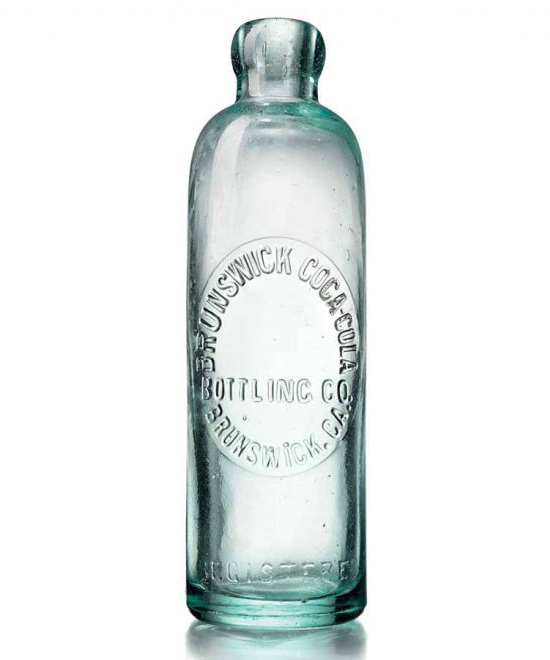 BRUNSWICK COCA-COLA
BOTTLING CO.
BRUNSWICK, GA.
REGISTERED